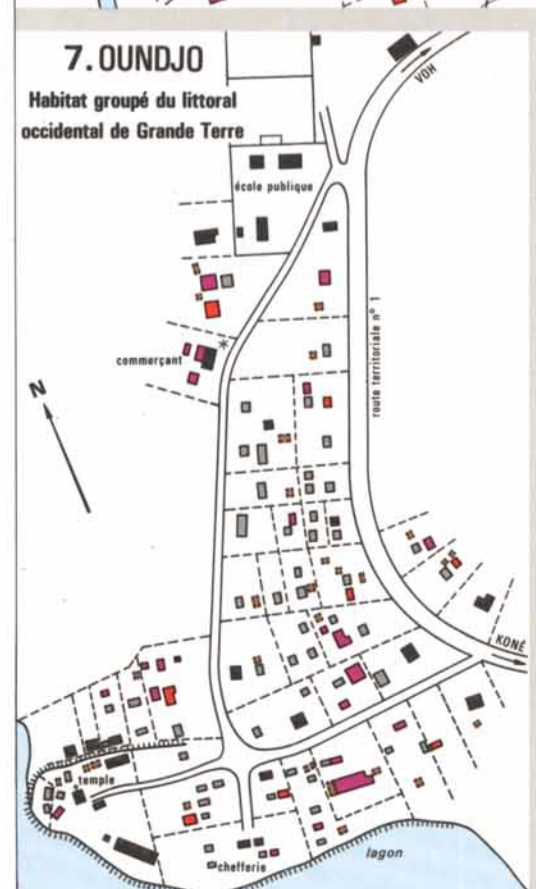 7. OUNDJO
Habitat groupé du littoral
occidental de Grande Terre
VOH
école publique
commerçant
route territoriale n° 1
N
KONÉ
temple
chefferie
lagon